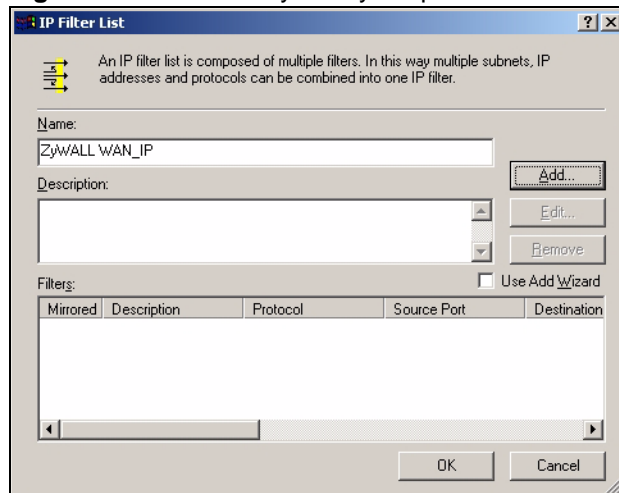 IP Filter List
An IP filter list is composed of multiple filters. In this way multiple subnets, IP
addresses and protocols can be combined into one IP filter.
Name:
ZyWALL WAN_IP
Add...
Description:
Edit...
Remove
Filters:
Use Add Wizard
Mirrored Description Protocol Source Port Destination
OK Cancel